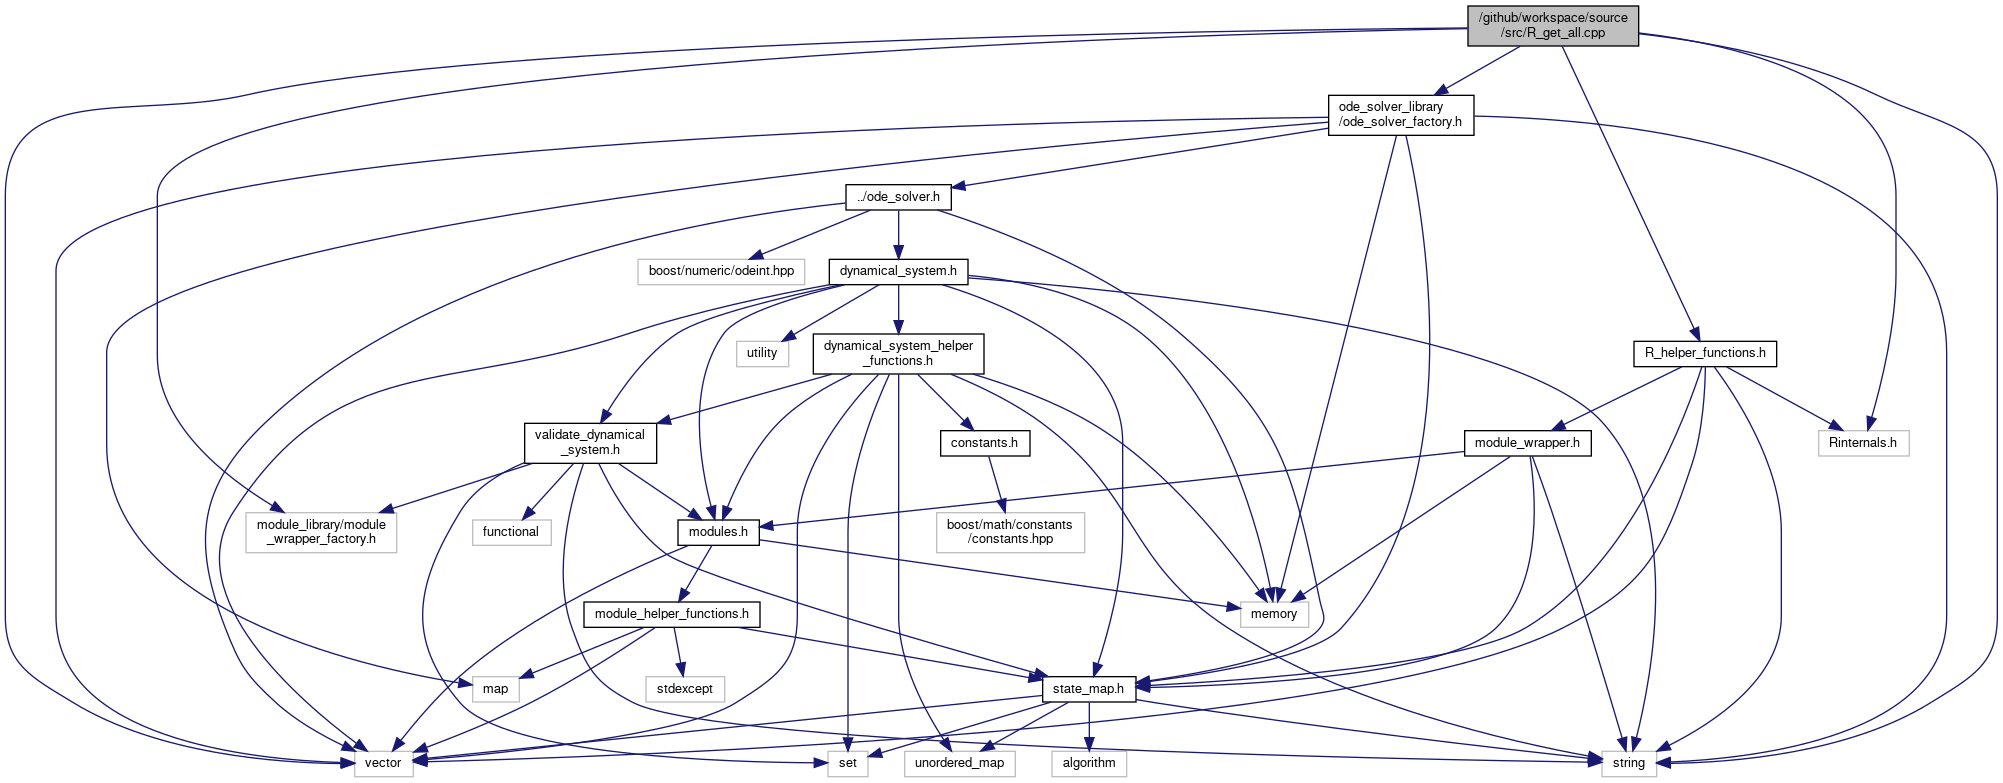 /github/workspace/source
/src/R_get_all.cpp
ode_solver_library
/ode_solver_factory.h
../ode_solver.h
boost/numeric/odeint.hpp
dynamical_system.h
utility
dynamical_system_helper
_functions.h
R_helper_functions.h
validate_dynamical
_system.h
constants.h
module_wrapper.h
Rinternals.h
module_library/module
_wrapper_factory.h
functional
modules.h
boost/math/constants
/constants.hpp
module_helper_functions.h
memory
map
stdexcept
state_map.h
vector
set
unordered_map
algorithm
string